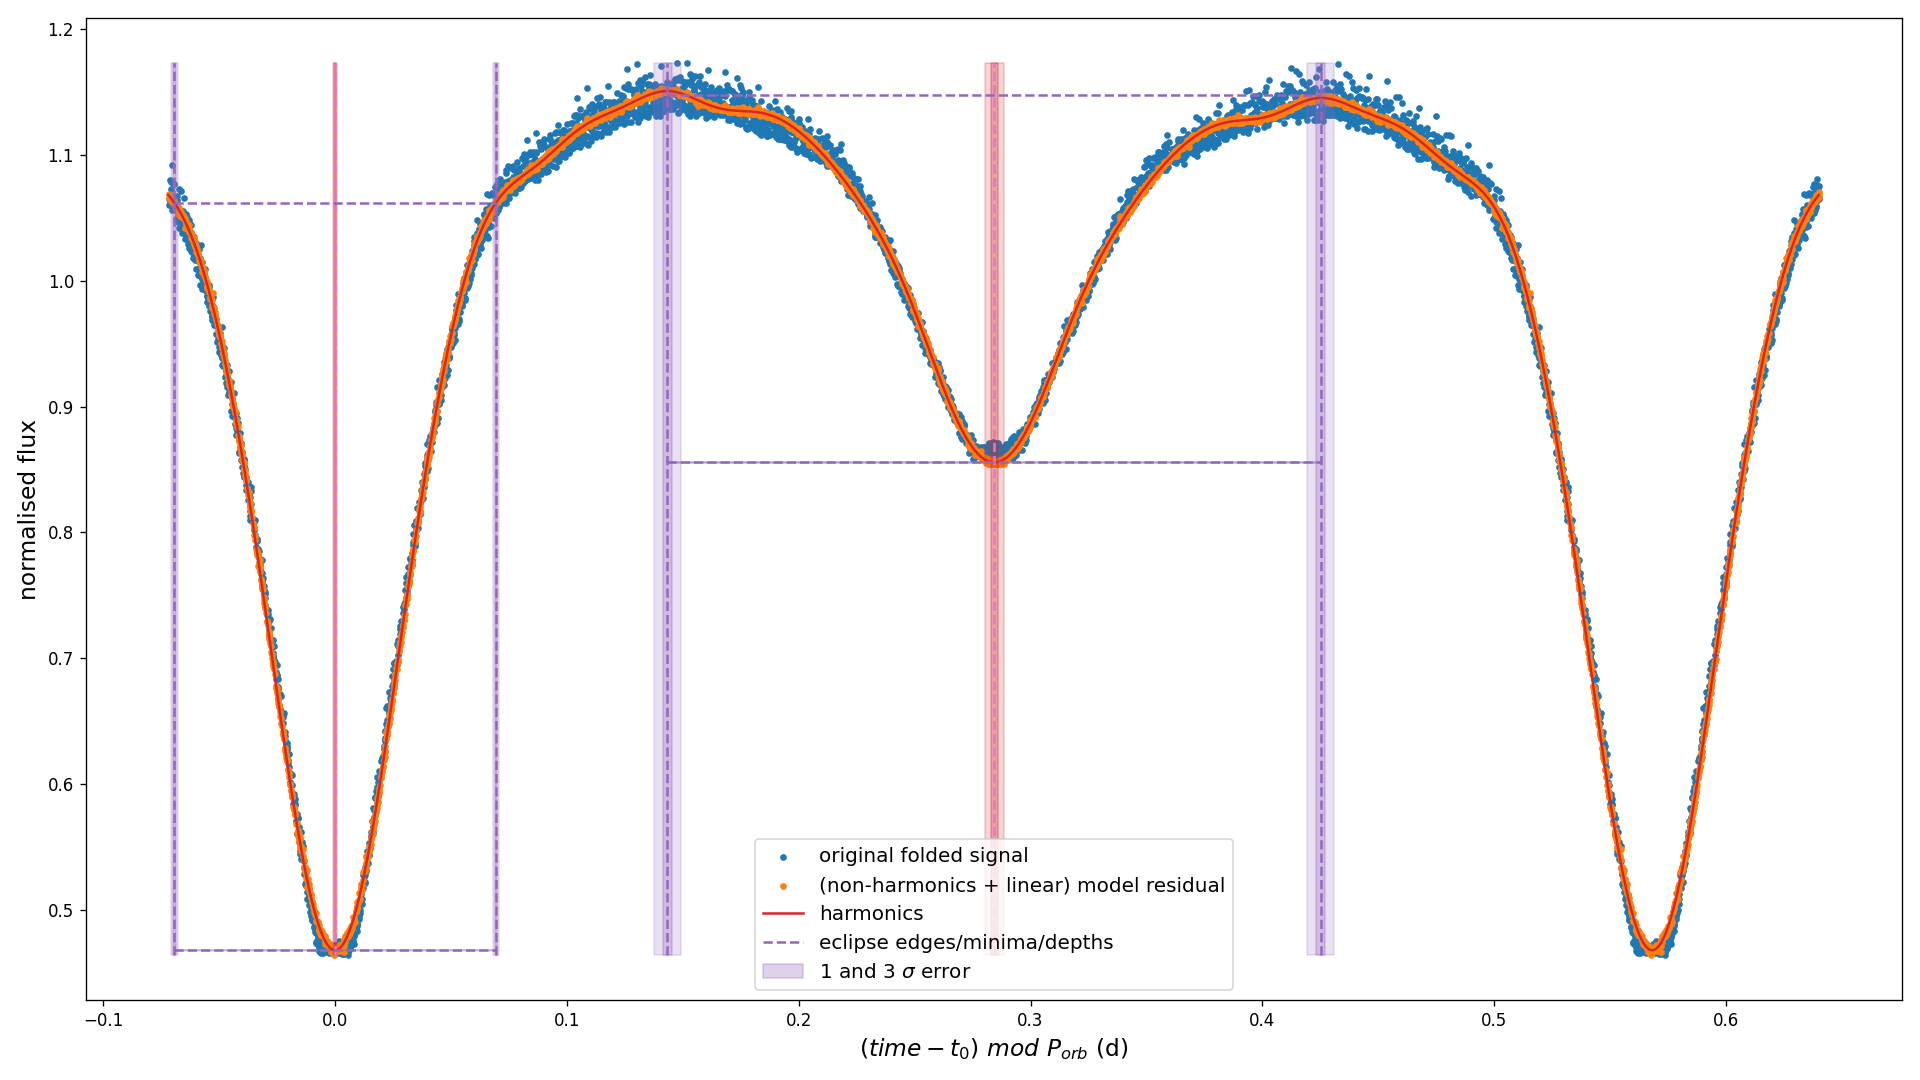 normalised flux
1.2
1.1
1.0
0.9
0.8
0.7
0.6
0.5
original folded signal
(non-harmonics + linear) model residual
harmonics
eclipse edges/minima/depths
1 and 3 σ error
−0.1 0.0 0.1 0.2 0.3 0.4 0.5 0.6
(time − t₀) mod Pₒᵣb (d)